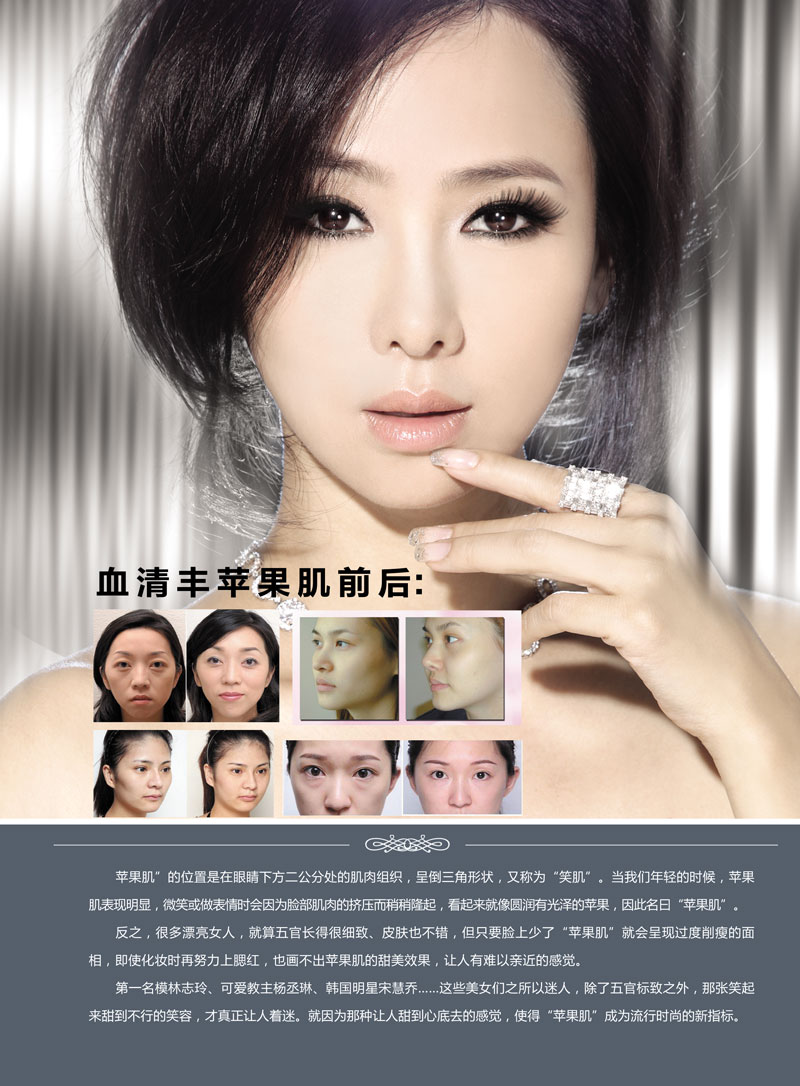 血清丰苹果肌前后:
苹果肌”的位置是在眼睛下方二公分处的肌肉组织，呈倒三角形状，又称为“笑肌”。当我们年轻的时候，苹果
肌表现明显，微笑或做表情时会因为脸部肌肉的挤压而稍稍隆起，看起来就像圆润有光泽的苹果，因此名曰“苹果肌”。
反之，很多漂亮女人，就算五官长得很细致、皮肤也不错，但只要脸上少了“苹果肌”就会呈现过度削瘦的面
相，即使化妆时再努力上腮红，也画不出苹果肌的甜美效果，让人有难以亲近的感觉。
第一名模林志玲、可爱教主杨丞琳、韩国明星宋慧乔......这些美女们之所以迷人，除了五官标致之外，那张笑起
来甜到不行的笑容，才真正让人着迷。就因为那种让人甜到心底去的感觉，使得“苹果肌”成为流行时尚的新指标。